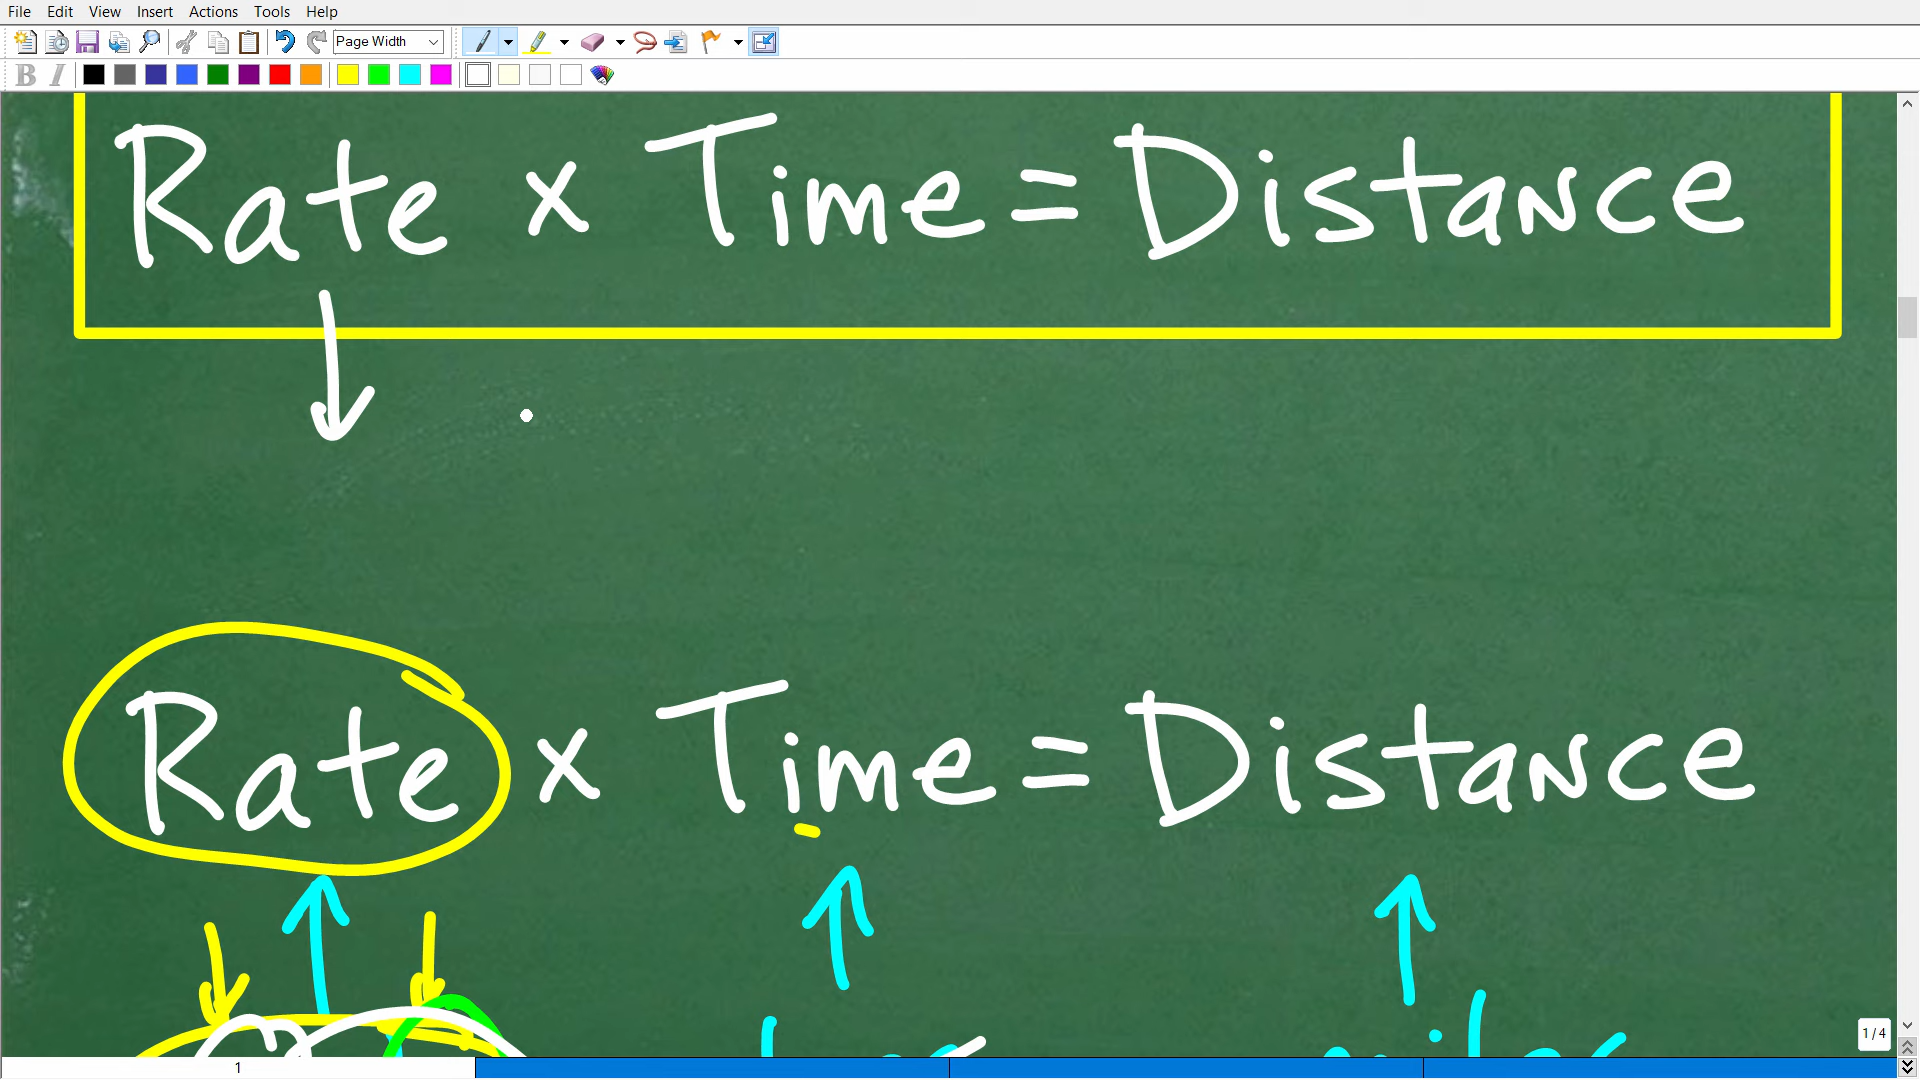 File Edit View Insert Actions Tools Help
Page Width
B I
Rate x Time = Distance
Rate x Time = Distance
1 / 4
1